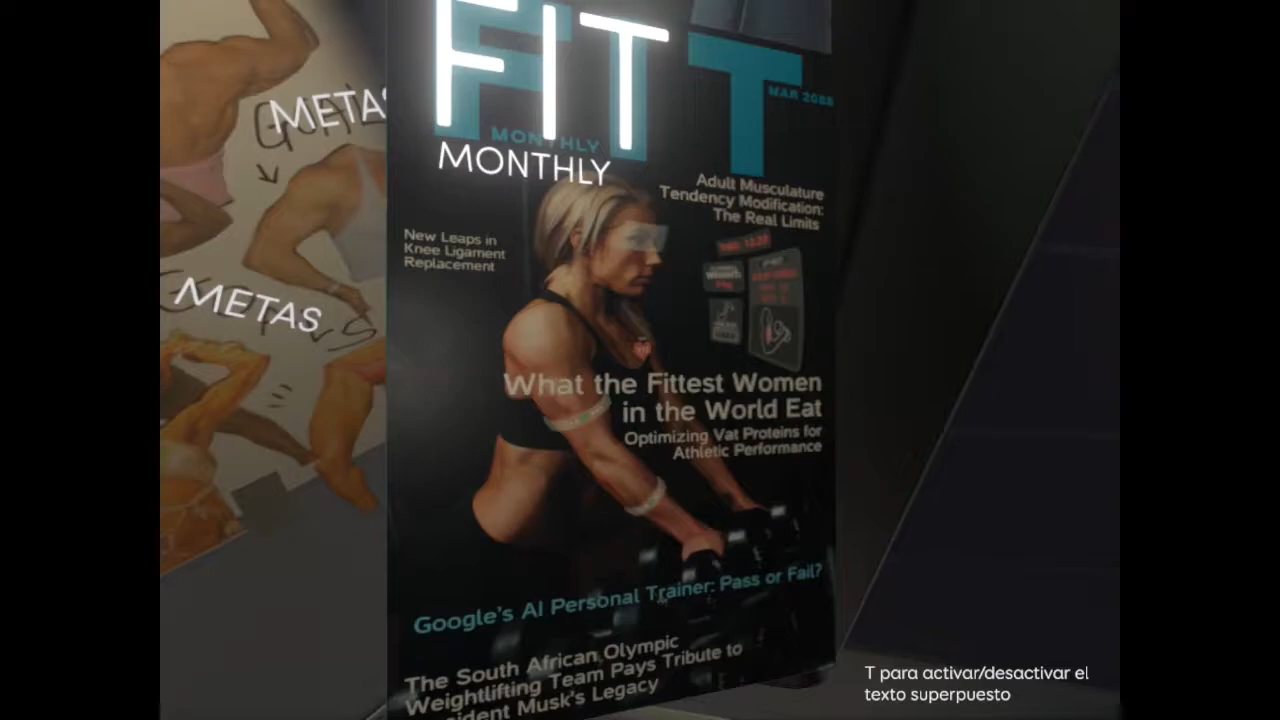 FITT
MONTHLY
MAR 2088
FIT
MONTHLY
METAS
GOALS
METAS
Adult Musculature
Tendency Modification:
The Real Limits
New Leaps in
Knee Ligament
Replacement
What the Fittest Women
in the World Eat
Optimizing Vat Proteins for
Athletic Performance
Google's AI Personal Trainer: Pass or Fail?
The South African Olympic
Weightlifting Team Pays Tribute to
Musk's Legacy
T para activar/desactivar el
texto superpuesto